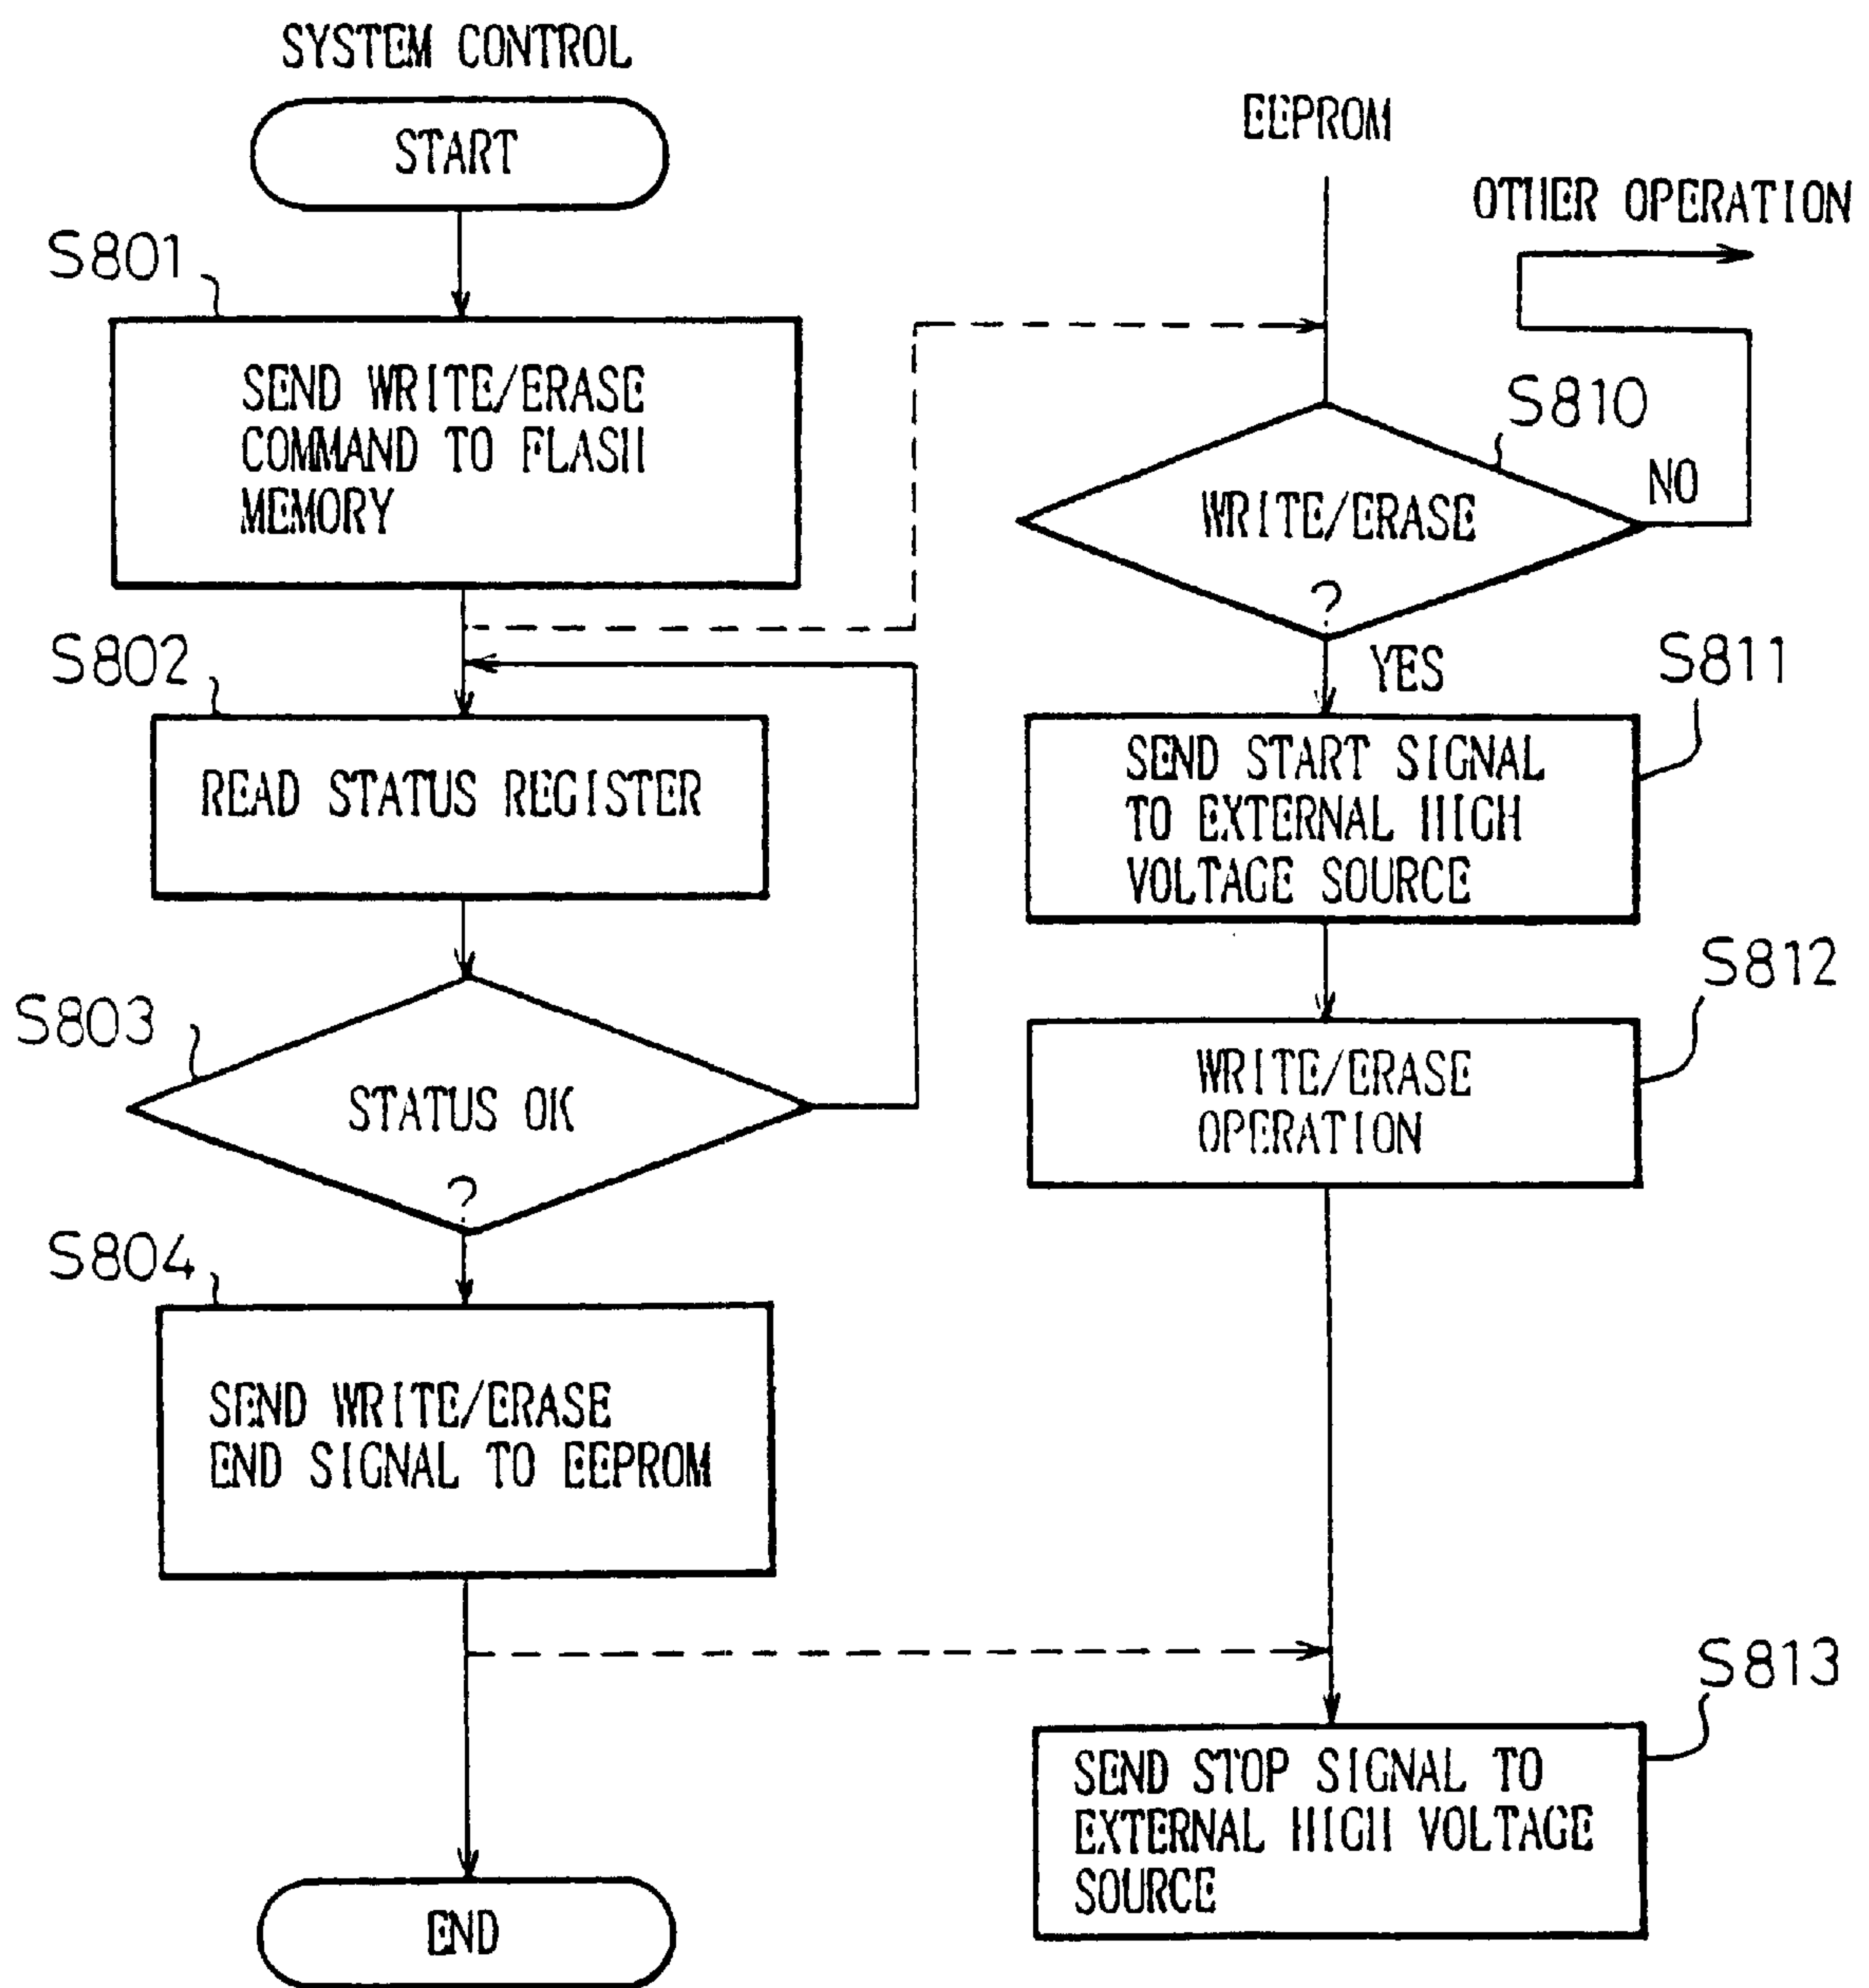 SYSTEM CONTROL
START
S801
SEND WRITE/ERASE
COMMAND TO FLASH
MEMORY
S802
READ STATUS REGISTER
S803
STATUS OK
?
S804
SEND WRITE/ERASE
END SIGNAL TO EEPROM
END
EEPROM
OTHER OPERATION
S810
WRITE/ERASE
?
NO
YES
S811
SEND START SIGNAL
TO EXTERNAL HIGH
VOLTAGE SOURCE
S812
WRITE/ERASE
OPERATION
S813
SEND STOP SIGNAL TO
EXTERNAL HIGH VOLTAGE
SOURCE